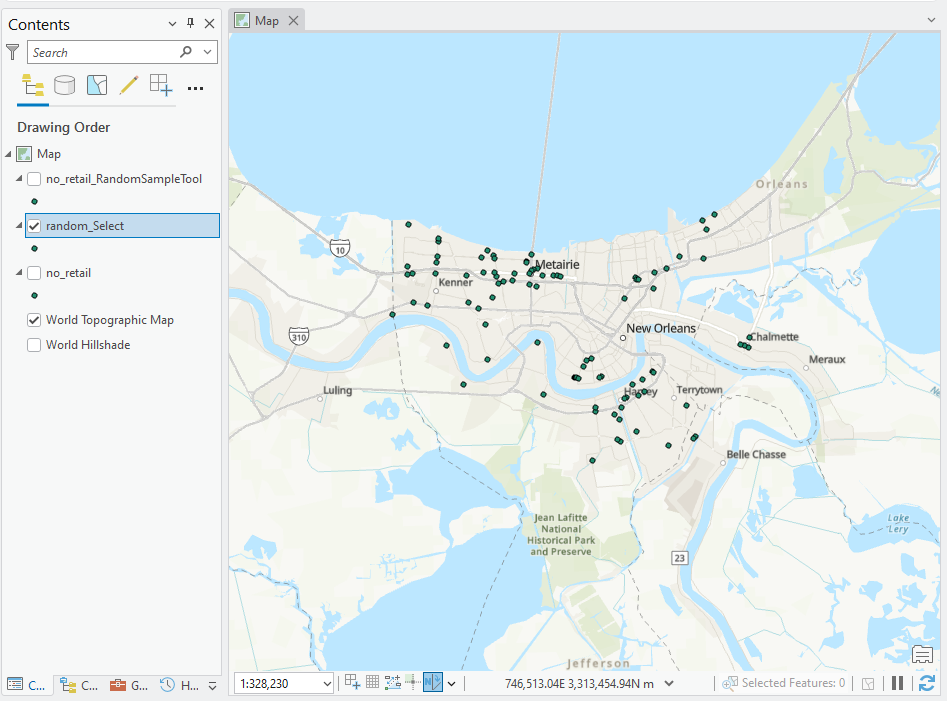 Contents
Map
Search
Drawing Order
Map
no_retail_RandomSampleTool
random_Select
no_retail
World Topographic Map
World Hillshade
Orleans
10
Metairie
Kenner
310
New Orleans
Chalmette
Meraux
Luling
Terrytown
Belle Chasse
Lake
Lery
Jean Lafitte
National
Historical Park
and Preserve
23
Jefferson
C...
C...
G...
H...
1:328,230
746,513.04E 3,313,454.94N m
Selected Features: 0